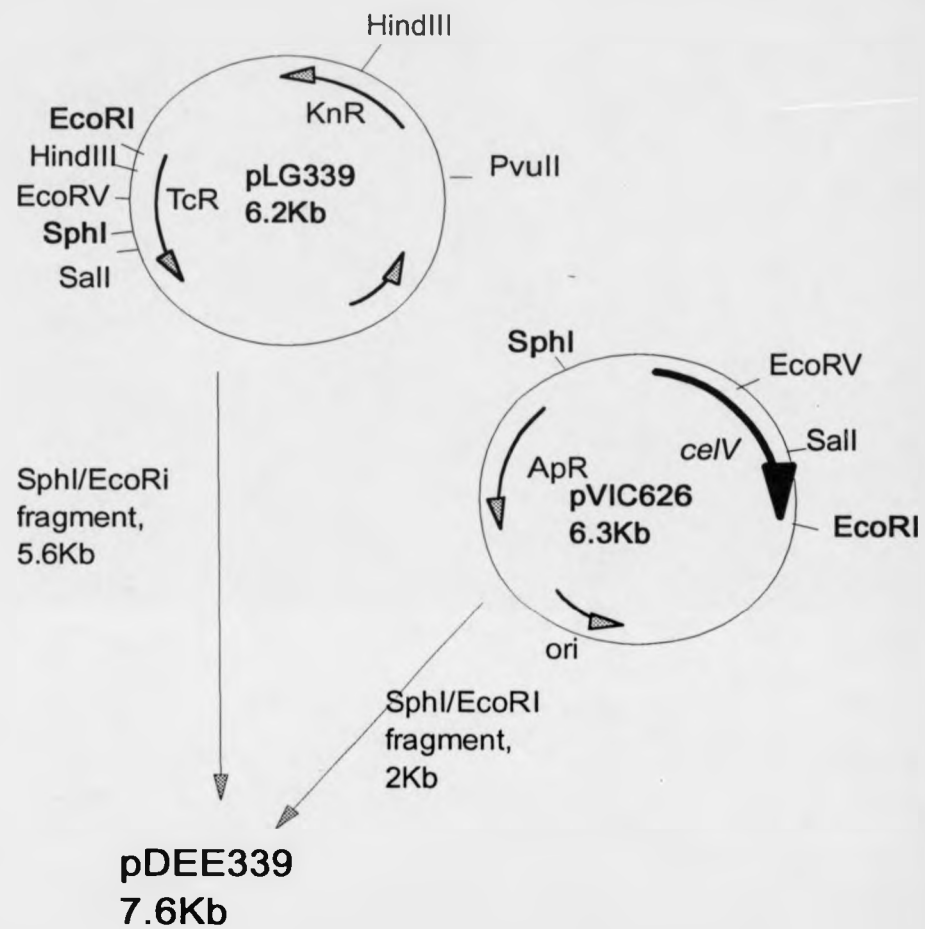 HindIII
KnR
EcoRI
HindIII
EcoRV
SphI
SalI
TcR
pLG339
6.2Kb
PvuII
SphI
EcoRV
SalI
EcoRI
celV
ApR
pVIC626
6.3Kb
ori
SphI/EcoRi
fragment,
5.6Kb
SphI/EcoRI
fragment,
2Kb
pDEE339
7.6Kb